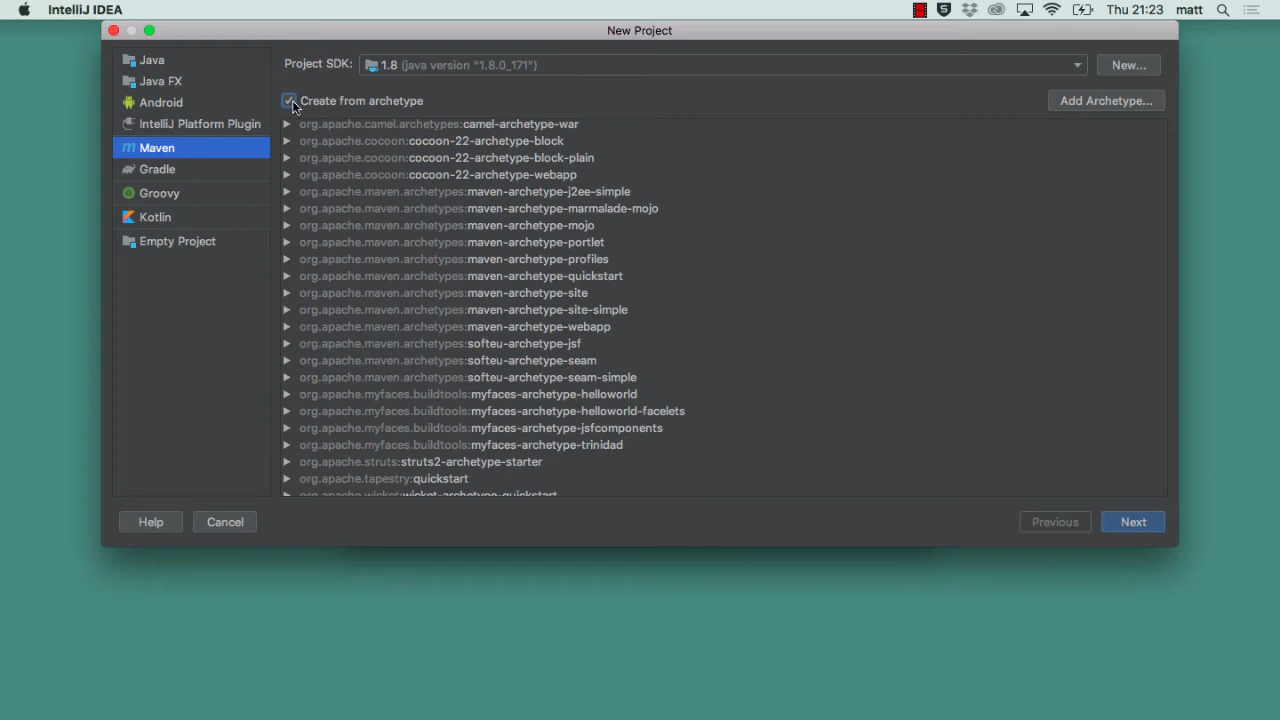 IntelliJ IDEA
Thu 21:23 matt
New Project
Java
Java FX
Android
IntelliJ Platform Plugin
Maven
Gradle
Groovy
Kotlin
Empty Project
Project SDK: 1.8 (java version "1.8.0_171") New...
Create from archetype Add Archetype...
org.apache.camel.archetypes:camel-archetype-war
org.apache.cocoon:cocoon-22-archetype-block
org.apache.cocoon:cocoon-22-archetype-block-plain
org.apache.cocoon:cocoon-22-archetype-webapp
org.apache.maven.archetypes:maven-archetype-j2ee-simple
org.apache.maven.archetypes:maven-archetype-marmalade-mojo
org.apache.maven.archetypes:maven-archetype-mojo
org.apache.maven.archetypes:maven-archetype-portlet
org.apache.maven.archetypes:maven-archetype-profiles
org.apache.maven.archetypes:maven-archetype-quickstart
org.apache.maven.archetypes:maven-archetype-site
org.apache.maven.archetypes:maven-archetype-site-simple
org.apache.maven.archetypes:maven-archetype-webapp
org.apache.maven.archetypes:softeu-archetype-jsf
org.apache.maven.archetypes:softeu-archetype-seam
org.apache.maven.archetypes:softeu-archetype-seam-simple
org.apache.myfaces.buildtools:myfaces-archetype-helloworld
org.apache.myfaces.buildtools:myfaces-archetype-helloworld-facelets
org.apache.myfaces.buildtools:myfaces-archetype-jsfcomponents
org.apache.myfaces.buildtools:myfaces-archetype-trinidad
org.apache.struts:struts2-archetype-starter
org.apache.tapestry:quickstart
org.apache.wicket:wicket-archetype-quickstart
Help Cancel Previous Next